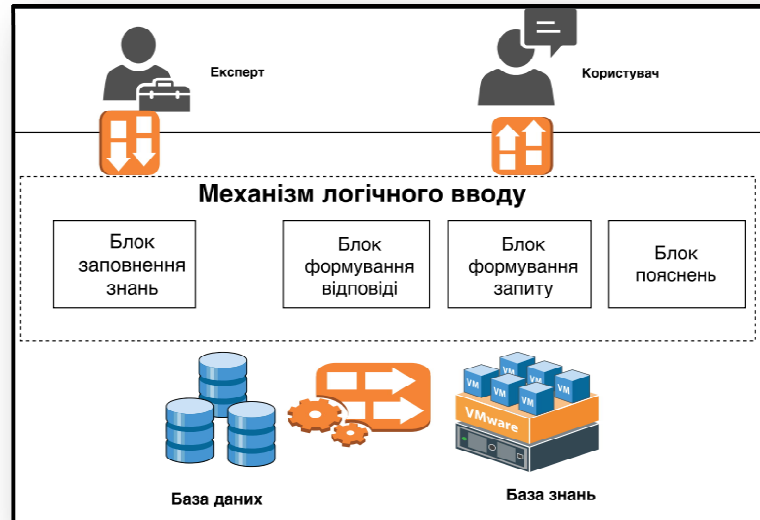 Експерт
Користувач
Механізм логічного вводу
Блок
заповнення
знань
Блок
формування
відповіді
Блок
формування
запиту
Блок
пояснень
VM
VM
VM
VM
VM
VM
VMware
База даних
База знань